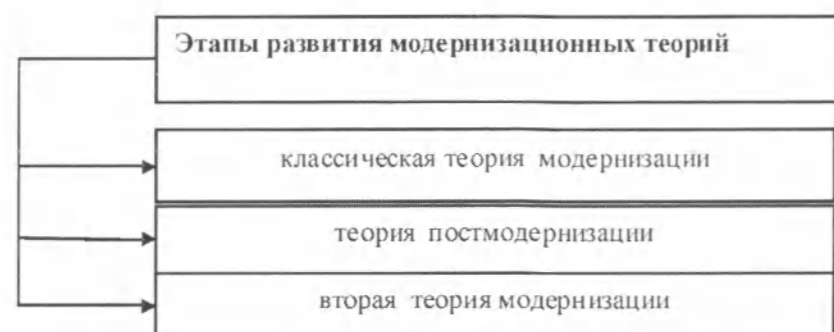 Этапы развития модернизационных теорий
классическая теория модернизации
теория постмодернизации
вторая теория модернизации